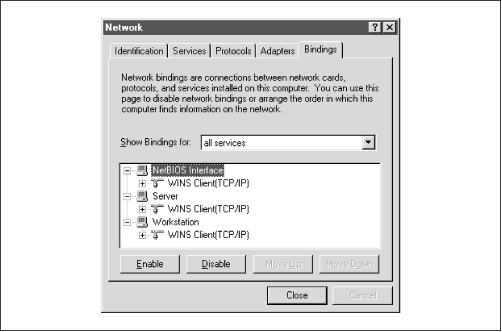 Network
Identification Services Protocols Adapters Bindings
Network bindings are connections between network cards,
protocols, and services installed on this computer. You can use this
page to disable network bindings or arrange the order in which this
computer finds information on the network.
Show Bindings for: all services
NetBIOS Interface
WINS Client(TCP/IP)
Server
WINS Client(TCP/IP)
Workstation
WINS Client(TCP/IP)
Enable Disable Move Up Move Down
Close Cancel